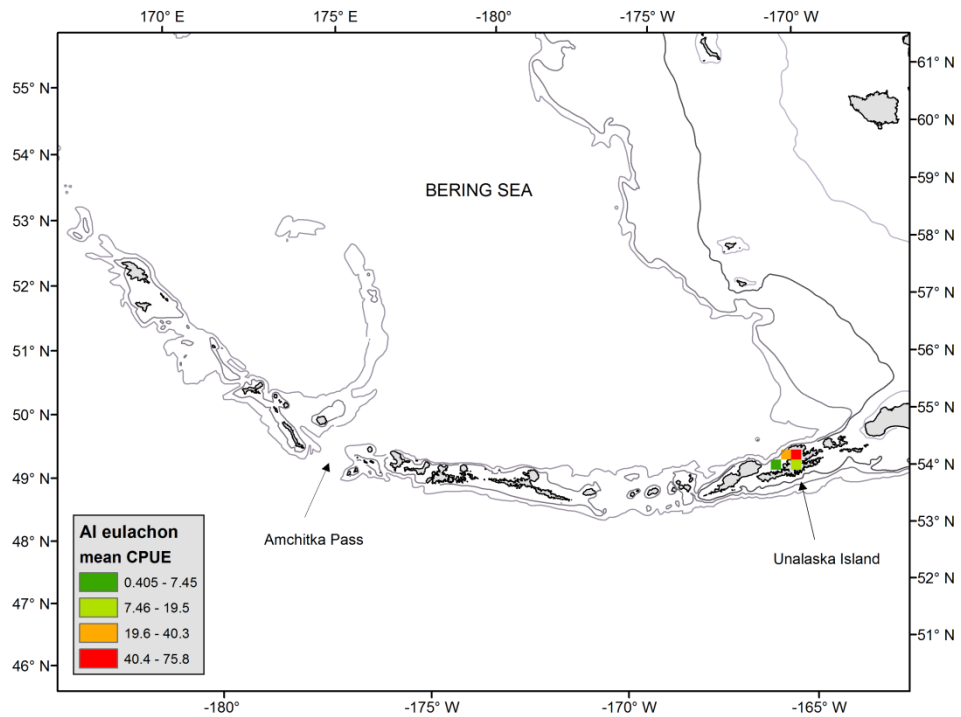 170° E 175° E -180° -175° W -170° W
55° N
54° N
53° N
52° N
51° N
50° N
49° N
48° N
47° N
46° N
61° N
60° N
59° N
58° N
57° N
56° N
55° N
54° N
53° N
52° N
51° N
BERING SEA
Amchitka Pass
Unalaska Island
AI eulachon
mean CPUE
0.405 - 7.45
7.46 - 19.5
19.6 - 40.3
40.4 - 75.8
-180° -175° W -170° W -165° W